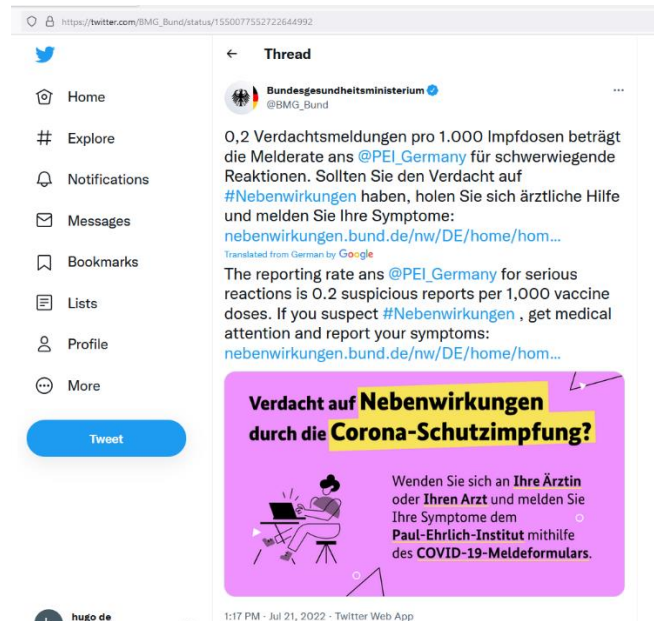 https://twitter.com/BMG_Bund/status/1550077552722644992
← Thread
Home
# Explore
Notifications
Messages
Bookmarks
Lists
Profile
More
Tweet
hugo de
Bundesgesundheitsministerium
@BMG_Bund
0,2 Verdachtsmeldungen pro 1.000 Impfdosen beträgt
die Melderate ans @PEI_Germany für schwerwiegende
Reaktionen. Sollten Sie den Verdacht auf
#Nebenwirkungen haben, holen Sie sich ärztliche Hilfe
und melden Sie Ihre Symptome:
nebenwirkungen.bund.de/nw/DE/home/hom...
Translated from German by Google
The reporting rate ans @PEI_Germany for serious
reactions is 0.2 suspicious reports per 1,000 vaccine
doses. If you suspect #Nebenwirkungen , get medical
attention and report your symptoms:
nebenwirkungen.bund.de/nw/DE/home/hom...
Verdacht auf Nebenwirkungen
durch die Corona-Schutzimpfung?
Wenden Sie sich an Ihre Ärztin
oder Ihren Arzt und melden Sie
Ihre Symptome dem
Paul-Ehrlich-Institut mithilfe
des COVID-19-Meldeformulars.
1:17 PM · Jul 21, 2022 · Twitter Web App